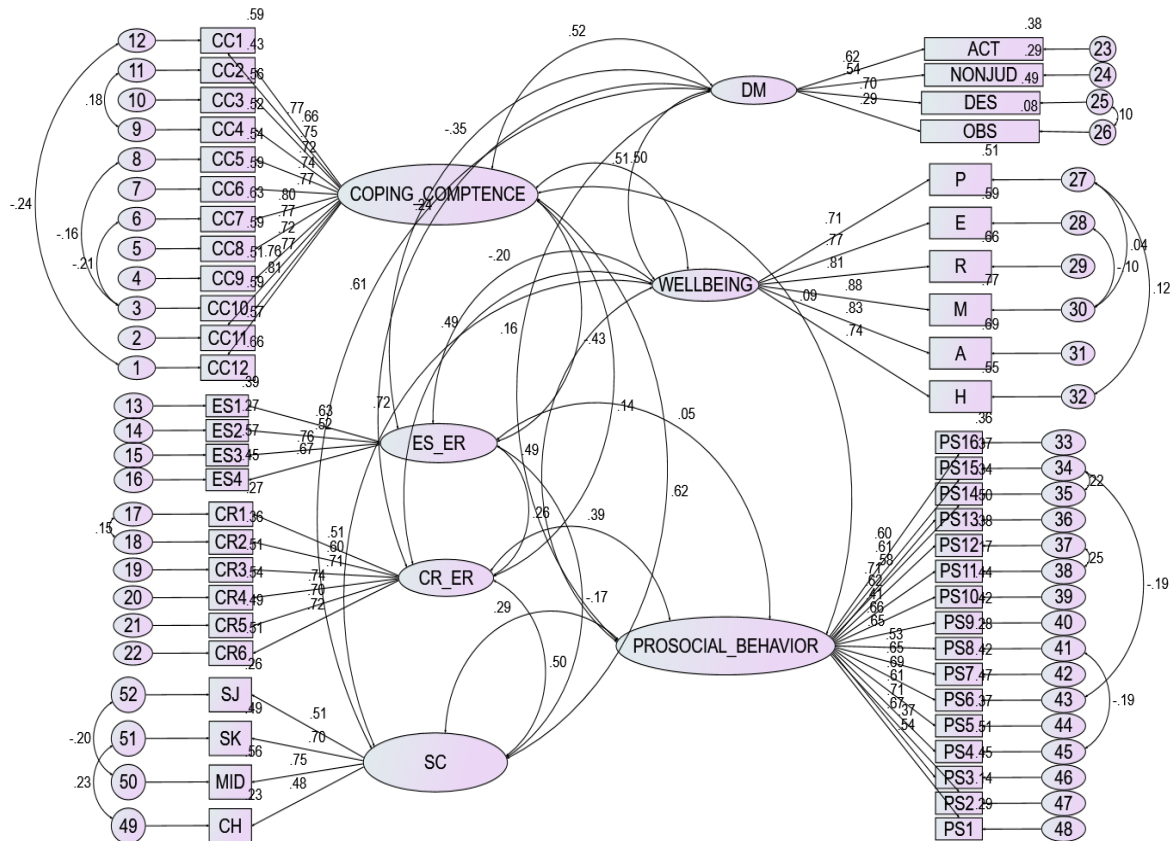 .59
12 CC1 .43
11 CC2 .56
10 CC3 .52
9 CC4 .54
8 CC5 .59
7 CC6 .63
6 CC7 .59
5 CC8 .51
4 CC9 .59
3 CC10 .57
2 CC11 .66
1 CC12
.18
-.24
-.16
-.21
.77
.66
.75
.72
.74
.77
.80
.77
.72
.77
.76
.81
COPING_COMPTENCE
.39
13 ES1 .27
14 ES2 .57
15 ES3 .45
16 ES4
.63
.52
.76
.67
ES_ER
.27
17 CR1 .36
18 CR2 .51
19 CR3 .54
20 CR4 .49
21 CR5 .51
22 CR6
.15
.51
.60
.71
.74
.70
.72
CR_ER
.26
52 SJ .49
51 SK .56
50 MID .23
49 CH
-.20
.23
.51
.70
.75
.48
SC
.52
-.35
.51
.50
-.24
-.20
.61
.49
.16
-.43
.09
.72
.14
.05
.49
.62
.26
.39
.29
-.17
.50
DM
.62
.54
.70
.29
.38
ACT .29 23
NONJUD .49 24
DES .08 25
OBS 26
10
WELLBEING
.71
.77
.81
.88
.83
.74
.51
P .59 27
E .66 28
R .77 29
M .69 30
A .55 31
H 32
.04
-.10
.12
PROSOCIAL_BEHAVIOR
.60
.61
.58
.71
.62
.41
.66
.65
.53
.65
.69
.61
.71
.67
.37
.54
.36
PS16 .37 33
PS15 .34 34
PS14 .50 35
PS13 .38 36
PS12 .17 37
PS11 .44 38
PS10 .42 39
PS9 .28 40
PS8 .42 41
PS7 .47 42
PS6 .37 43
PS5 .51 44
PS4 .45 45
PS3 .14 46
PS2 .29 47
PS1 48
.22
.25
-.19
-.19